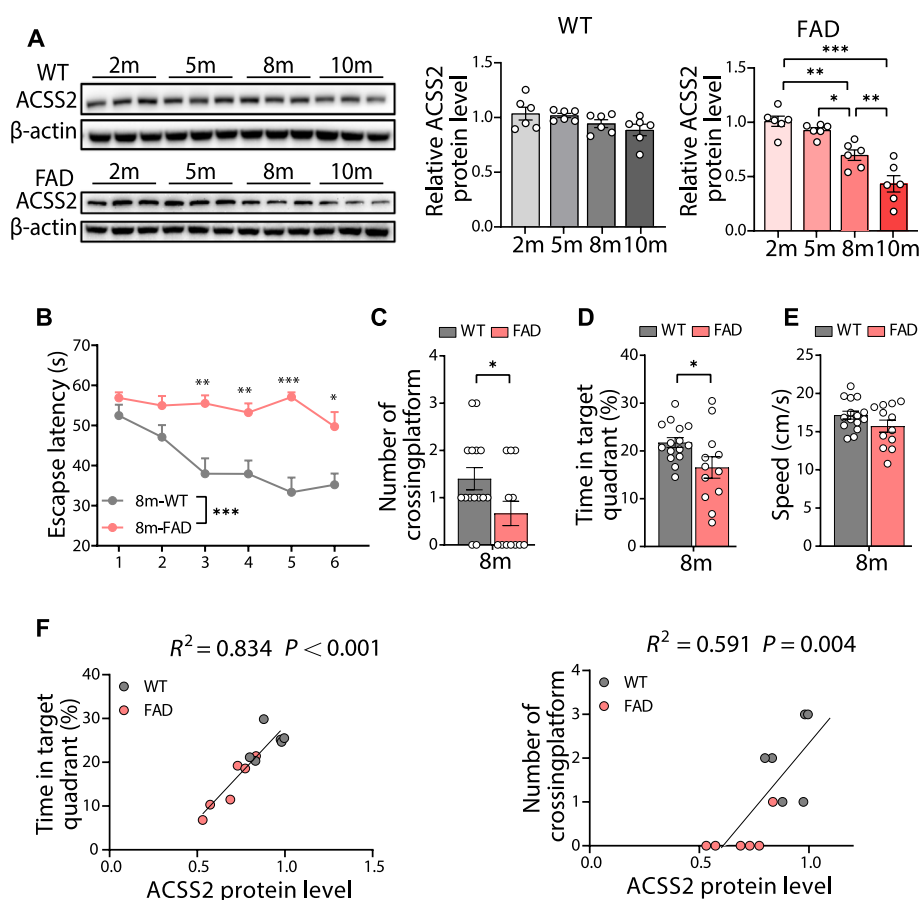 A
WT
2m 5m 8m 10m
ACSS2
β-actin
FAD
2m 5m 8m 10m
ACSS2
β-actin
WT
Relative ACSS2
protein level
1.5
1.0
0.5
0.0
2m 5m 8m 10m
FAD
Relative ACSS2
protein level
1.5
1.0
0.5
0.0
***
**
* **
2m 5m 8m 10m
B
Escapse latency (s)
70
60
50
40
30
20
** ** *** *
8m-WT
8m-FAD
***
1 2 3 4 5 6
C
WT FAD
Number of
crossingplatform
4
3
2
1
0
*
8m
D
WT FAD
Time in target
quadrant (%)
40
30
20
10
0
*
8m
E
WT FAD
Speed (cm/s)
25
20
15
10
5
0
8m
F
R² = 0.834 P < 0.001
Time in target
quadrant (%)
40
30
20
10
0
WT
FAD
0.0 0.5 1.0 1.5
ACSS2 protein level
R² = 0.591 P = 0.004
Number of
crossingplatform
4
3
2
1
0
WT
FAD
0.0 0.5 1.0
ACSS2 protein level